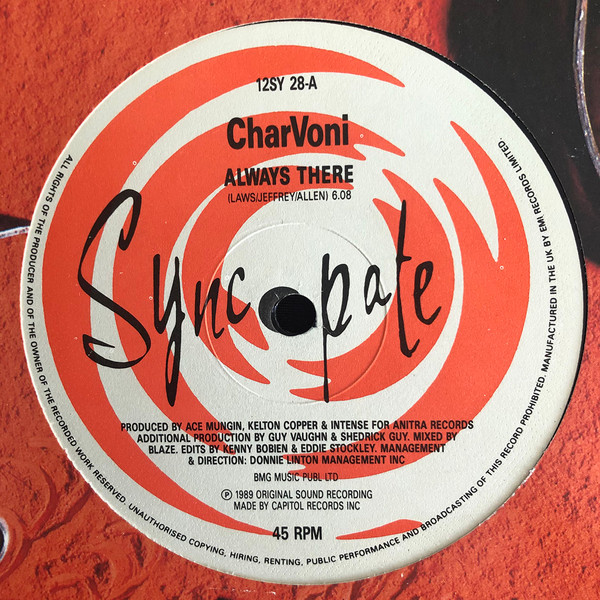 12SY 28-A
CharVoni
ALWAYS THERE
(LAWS/JEFFREY/ALLEN) 6.08
Syncopate
PRODUCED BY ACE MUNGIN, KELTON COPPER & INTENSE FOR ANITRA RECORDS
ADDITIONAL PRODUCTION BY GUY VAUGHN & SHEDRICK GUY. MIXED BY
BLAZE. EDITS BY KENNY BOBIEN & EDDIE STOCKLEY. MANAGEMENT
& DIRECTION: DONNIE LINTON MANAGEMENT INC
BMG MUSIC PUBL LTD
Ⓟ 1989 ORIGINAL SOUND RECORDING
MADE BY CAPITOL RECORDS INC
45 RPM
ALL RIGHTS OF THE PRODUCER AND OF THE OWNER OF THE RECORDED WORK RESERVED. UNAUTHORISED COPYING, HIRING, RENTING, PUBLIC PERFORMANCE AND BROADCASTING OF THIS RECORD PROHIBITED. MANUFACTURED IN THE UK BY EMI RECORDS LIMITED.